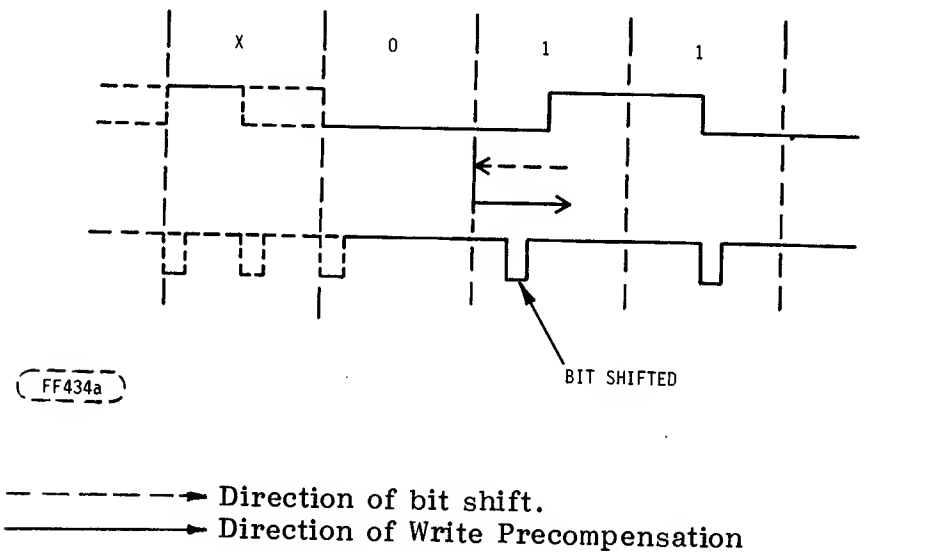 X 0 1 1
BIT SHIFTED
FF434a
Direction of bit shift.
Direction of Write Precompensation